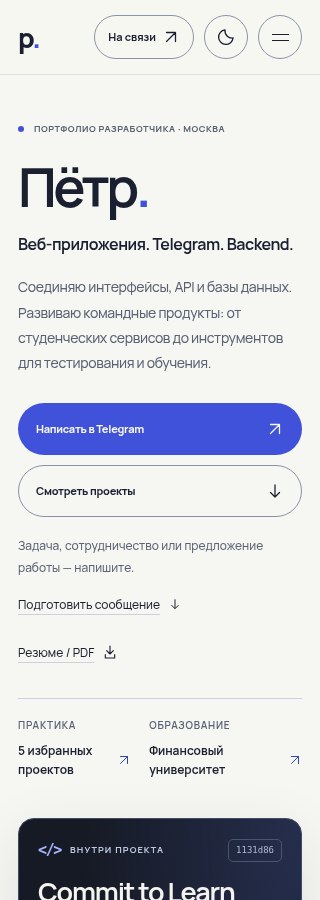 р.
На связи
ПОРТФОЛИО РАЗРАБОТЧИКА · МОСКВА
Пётр.
Веб-приложения. Telegram. Backend.
Соединяю интерфейсы, API и базы данных.
Развиваю командные продукты: от
студенческих сервисов до инструментов
для тестирования и обучения.
Написать в Telegram
Смотреть проекты
Задача, сотрудничество или предложение
работы — напишите.
Подготовить сообщение
Резюме / PDF
ПРАКТИКА
5 избранных
проектов
ОБРАЗОВАНИЕ
Финансовый
университет
</> ВНУТРИ ПРОЕКТА
1131d86
Commit to Learn